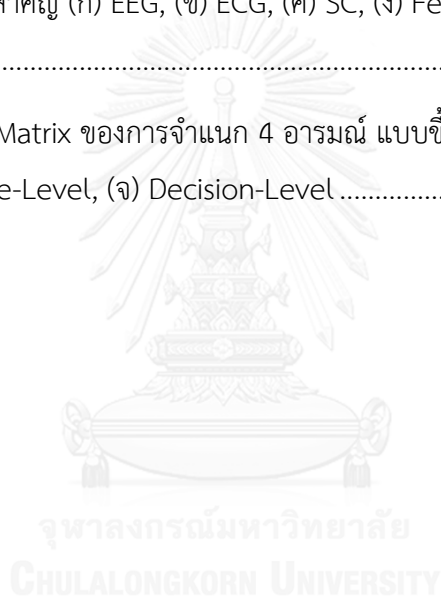 สำคัญ (ก) EEG, (ข) ECG, (ค) SC, (ง) Fe
Matrix ของการจำแนก 4 อารมณ์ แบบขึ้
e-Level, (จ) Decision-Level
จุฬาลงกรณ์มหาวิทยาลัย
CHULALONGKORN UNIVERSITY